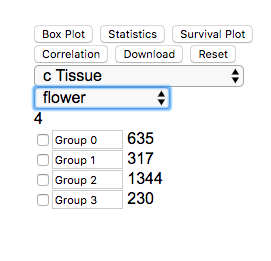 Box Plot Statistics Survival Plot
Correlation Download Reset
c Tissue
flower
4
Group 0 635
Group 1 317
Group 2 1344
Group 3 230